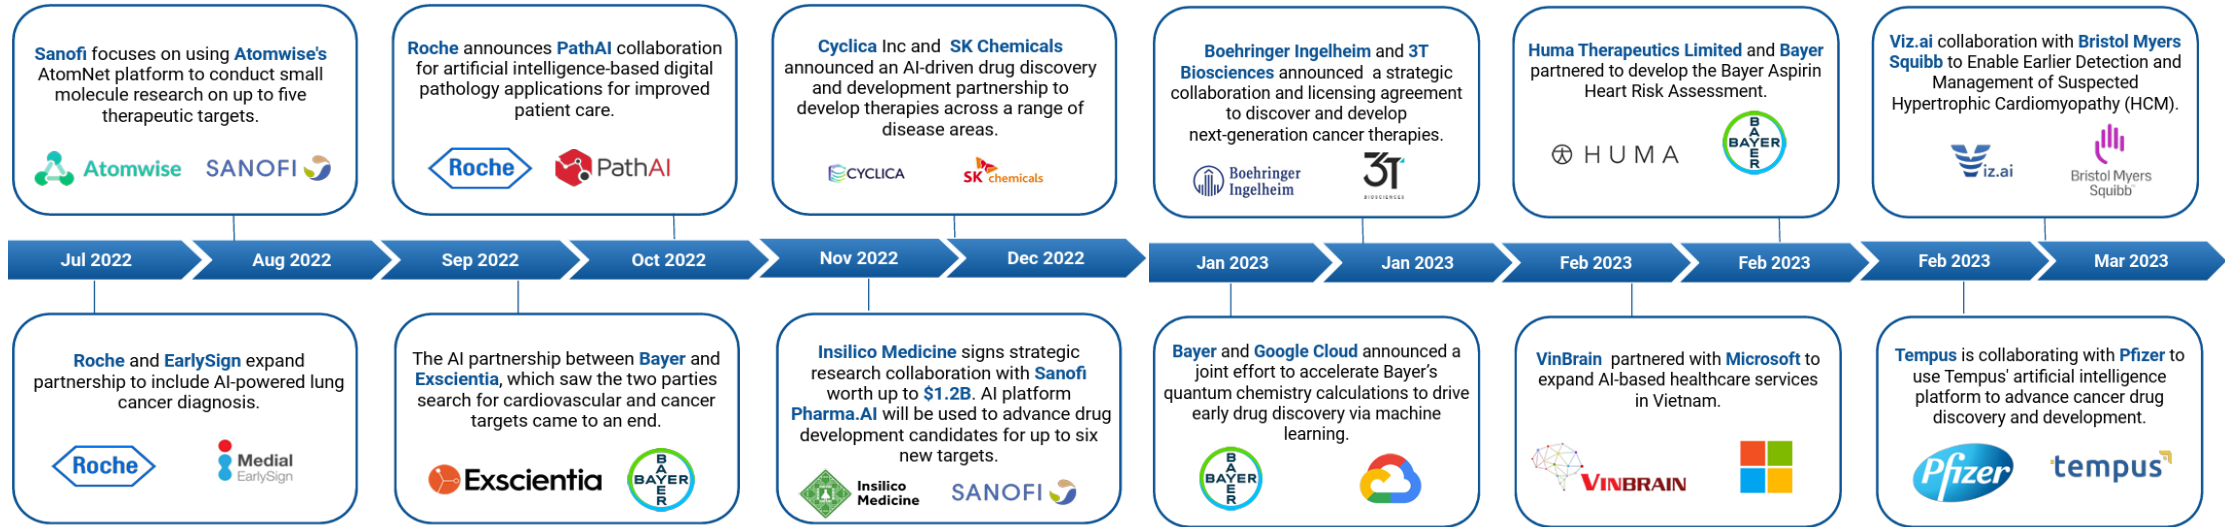 Sanofi focuses on using Atomwise's
AtomNet platform to conduct small
molecule research on up to five
therapeutic targets.
Atomwise
SANOFI
Roche announces PathAI collaboration
for artificial intelligence-based digital
pathology applications for improved
patient care.
Roche
PathAI
Cyclica Inc and SK Chemicals
announced an AI-driven drug discovery
and development partnership to
develop therapies across a range of
disease areas.
CYCLICA
SK chemicals
Boehringer Ingelheim and 3T
Biosciences announced a strategic
collaboration and licensing agreement
to discover and develop
next-generation cancer therapies.
Boehringer
Ingelheim
3T
BIOSCIENCES
Huma Therapeutics Limited and Bayer
partnered to develop the Bayer Aspirin
Heart Risk Assessment.
HUMA
BAYER
BAYER
Viz.ai collaboration with Bristol Myers
Squibb to Enable Earlier Detection and
Management of Suspected
Hypertrophic Cardiomyopathy (HCM).
Viz.ai
Bristol Myers
Squibb™
Jul 2022
Aug 2022
Sep 2022
Oct 2022
Nov 2022
Dec 2022
Jan 2023
Jan 2023
Feb 2023
Feb 2023
Feb 2023
Mar 2023
Roche and EarlySign expand
partnership to include AI-powered lung
cancer diagnosis.
Roche
Medial
EarlySign
The AI partnership between Bayer and
Exscientia, which saw the two parties
search for cardiovascular and cancer
targets came to an end.
Exscientia
BAYER
BAYER
Insilico Medicine signs strategic
research collaboration with Sanofi
worth up to $1.2B. AI platform
Pharma.AI will be used to advance drug
development candidates for up to six
new targets.
Insilico
Medicine
SANOFI
Bayer and Google Cloud announced a
joint effort to accelerate Bayer’s
quantum chemistry calculations to drive
early drug discovery via machine
learning.
BAYER
BAYER
VinBrain partnered with Microsoft to
expand AI-based healthcare services
in Vietnam.
VINBRAIN
Tempus is collaborating with Pfizer to
use Tempus' artificial intelligence
platform to advance cancer drug
discovery and development.
Pfizer
tempus